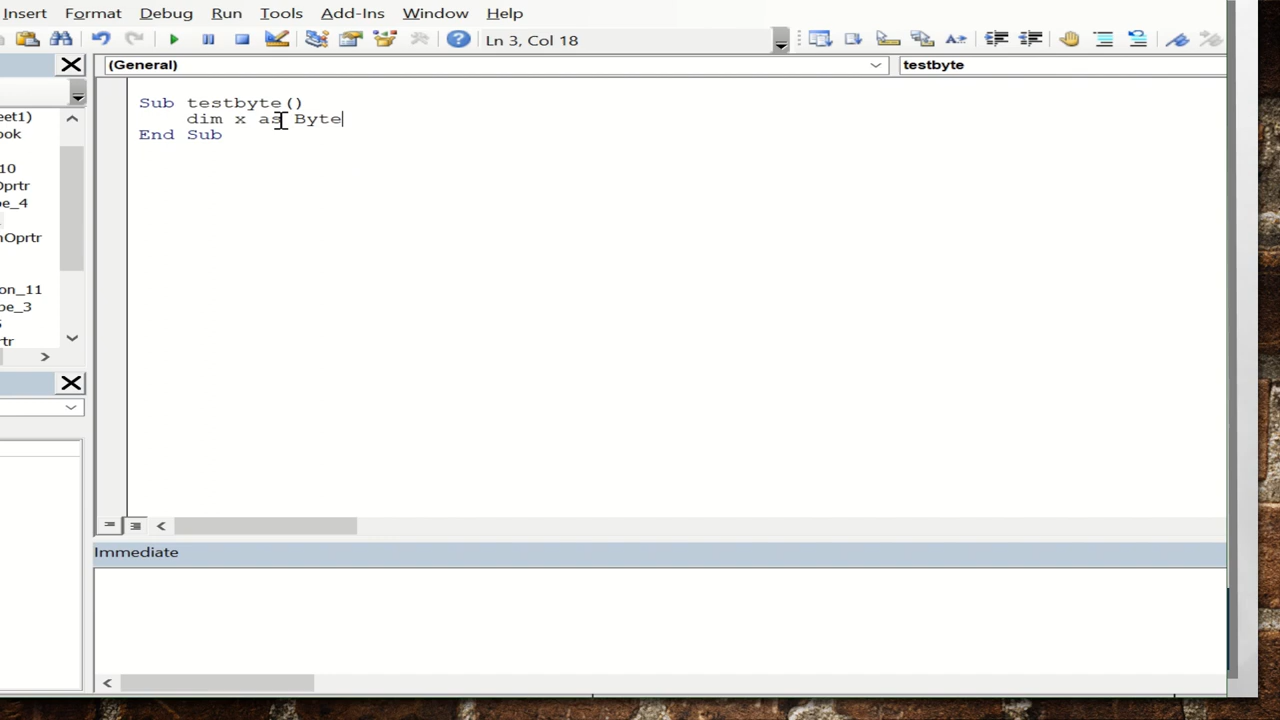 Insert Format Debug Run Tools Add-Ins Window Help
Ln 3, Col 18
(General) testbyte
eet1)
ook
10
Oprtr
pe_4
nOprtr
on_11
pe_3
rtr
Sub testbyte()
dim x as Byte
End Sub
Immediate